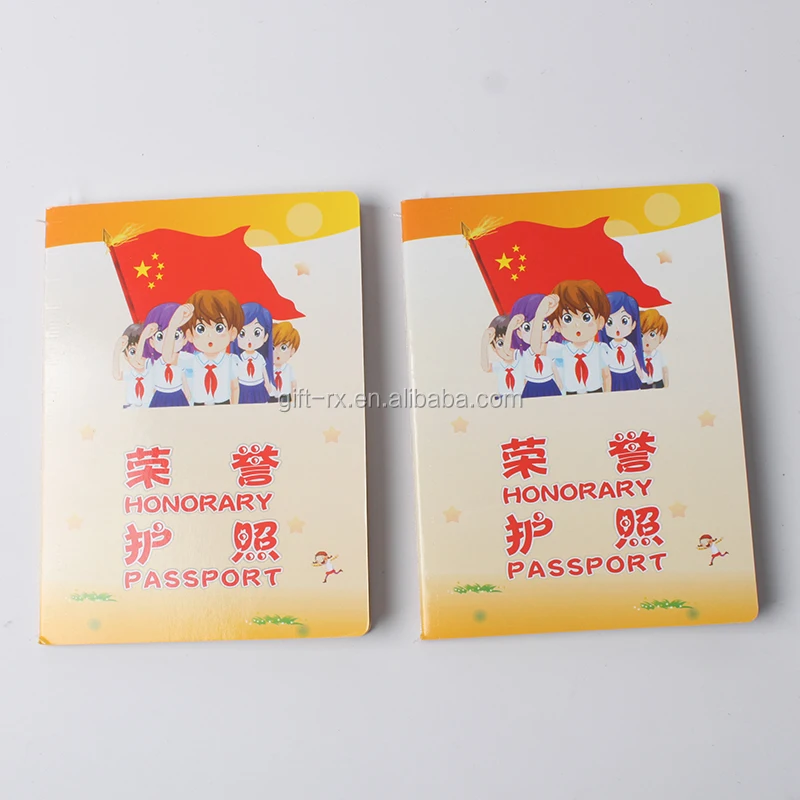 gift-rx.en.alibaba.com
荣誉
HONORARY
护照
PASSPORT
荣誉
HONORARY
护照
PASSPORT